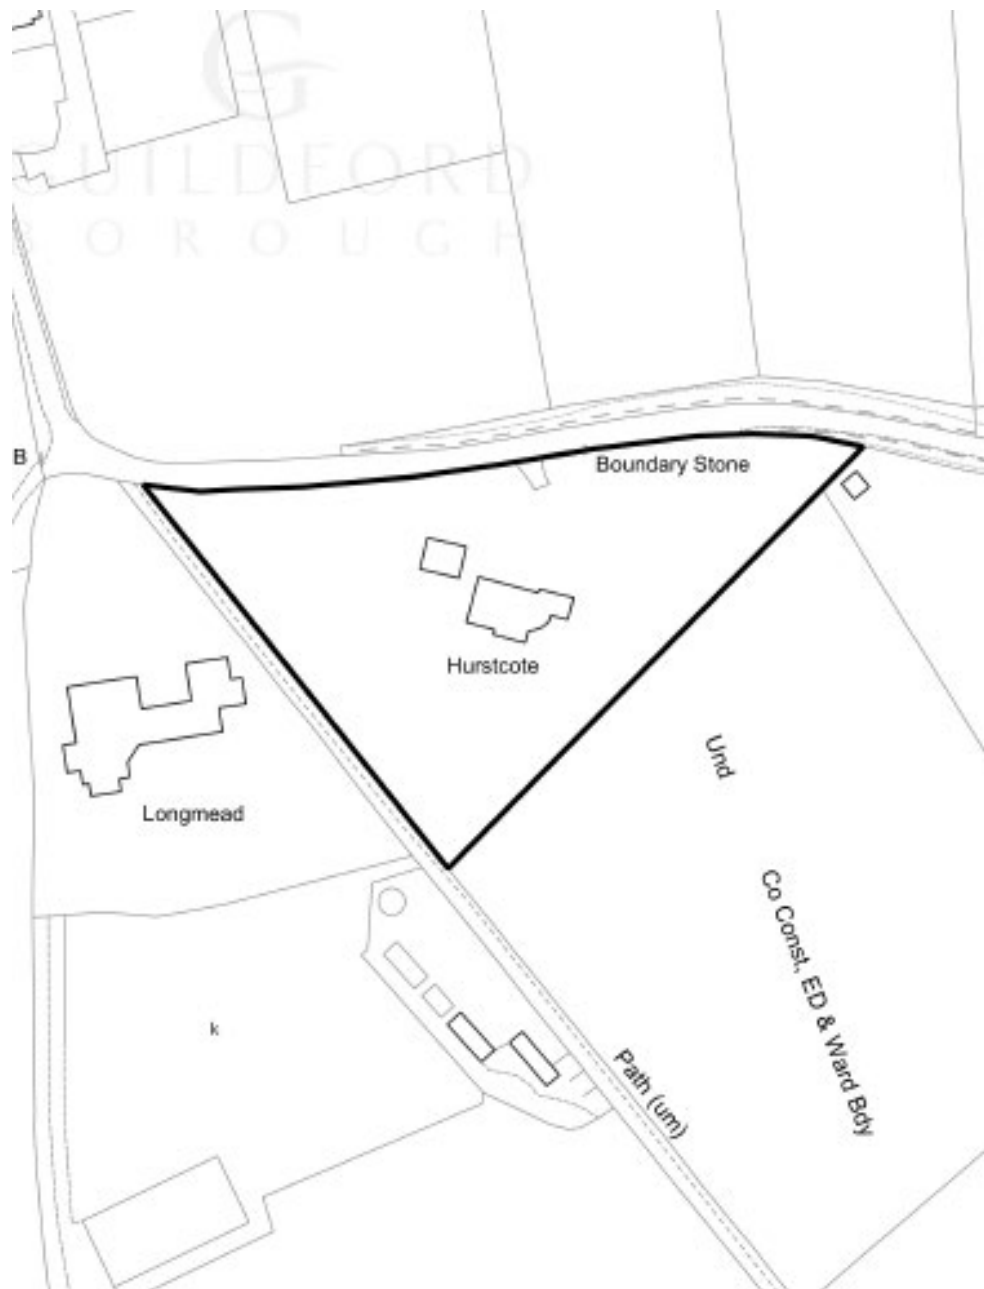 G
GUILDFORD
BOROUGH
B
Boundary Stone
Hurstcote
Longmead
Und
Co Const, ED & Ward Bdy
k
Path (um)